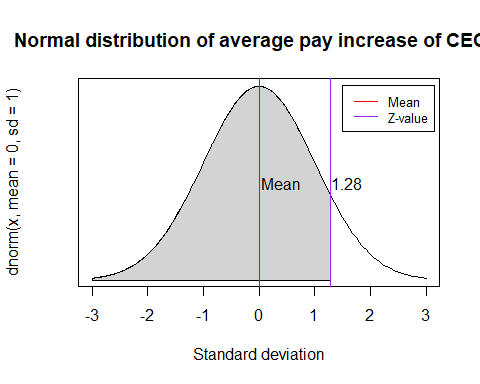 Normal distribution of average pay increase of CEC
dnorm(x, mean = 0, sd = 1)
Mean
Z-value
Mean
1.28
-3 -2 -1 0 1 2 3
Standard deviation